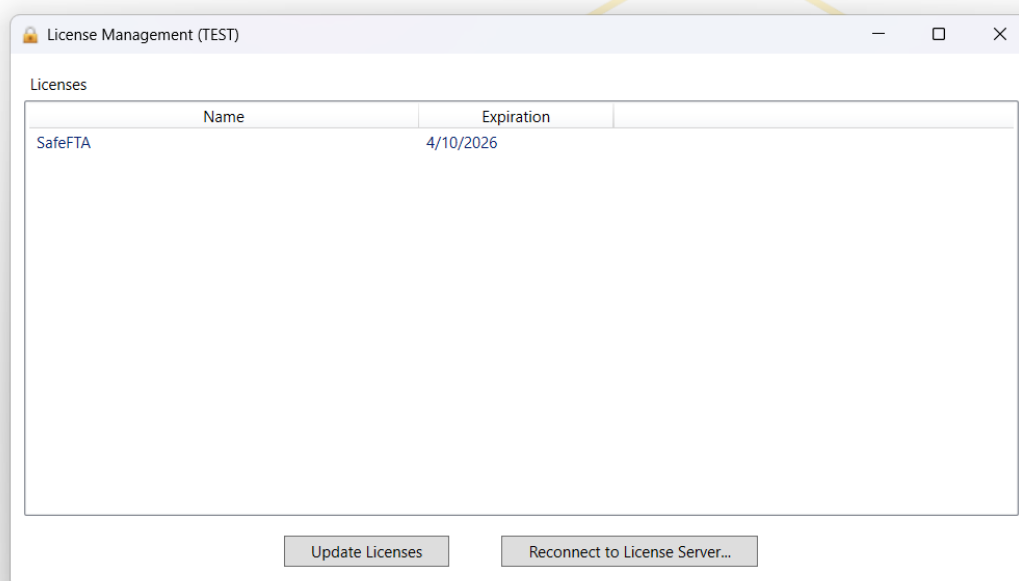 License Management (TEST)
Licenses
Name Expiration
SafeFTA 4/10/2026
Update Licenses Reconnect to License Server...